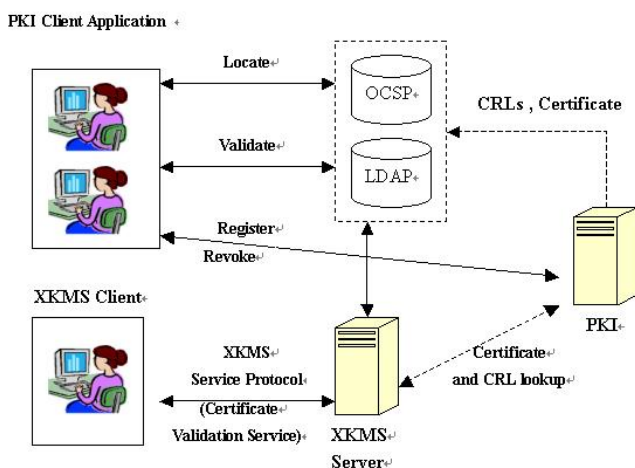 PKI Client Application
Locate
OCSP
CRLs , Certificate
Validate
LDAP
Register
Revoke
XKMS Client
PKI
XKMS
Service Protocol
(Certificate
Validation Service)
Certificate
and CRL lookup
XKMS
Server